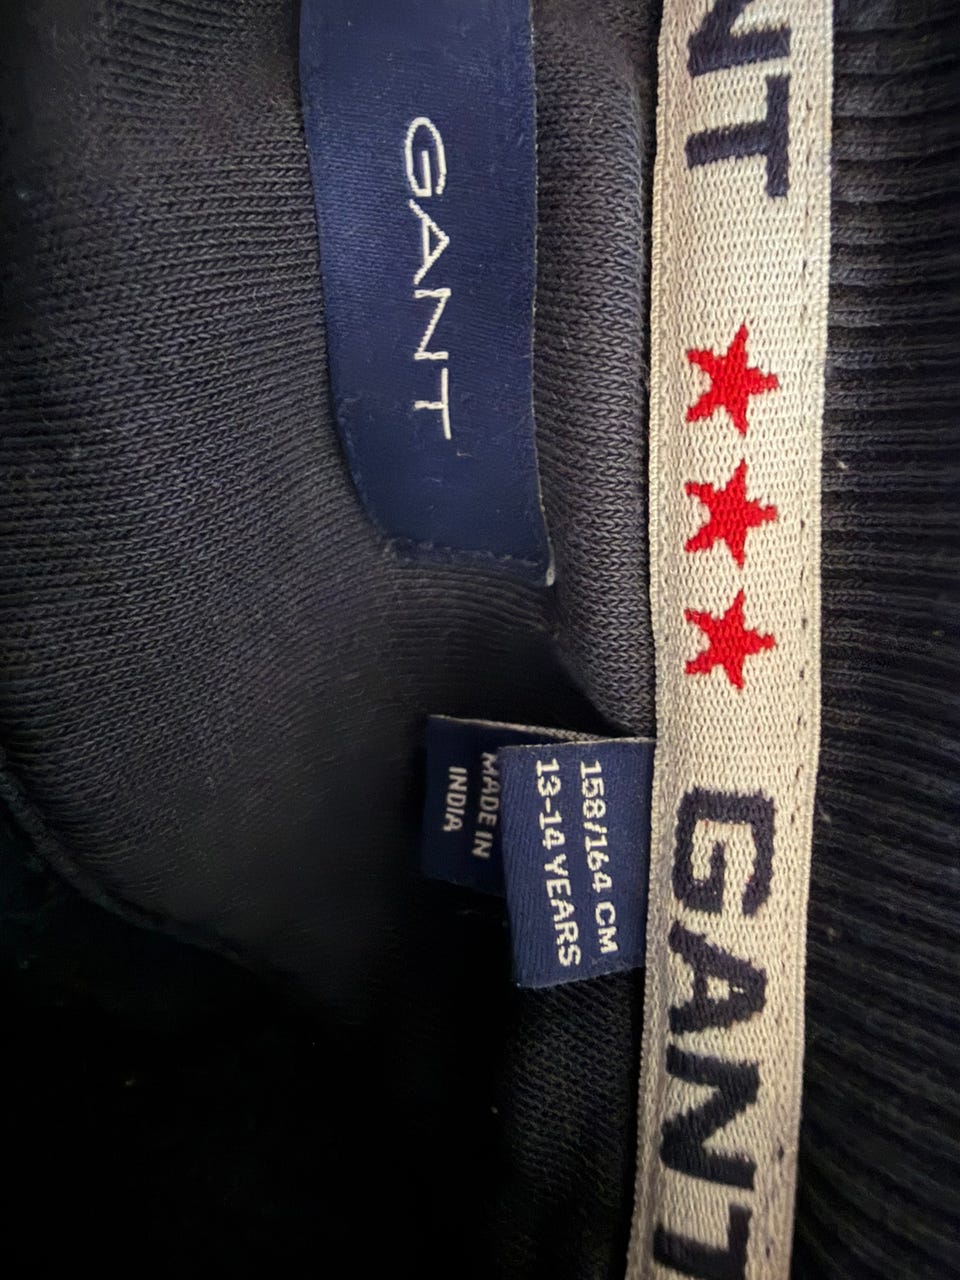 GANT
NT ★★★ GANT
158/164 CM
13-14 YEARS
MADE IN
INDIA